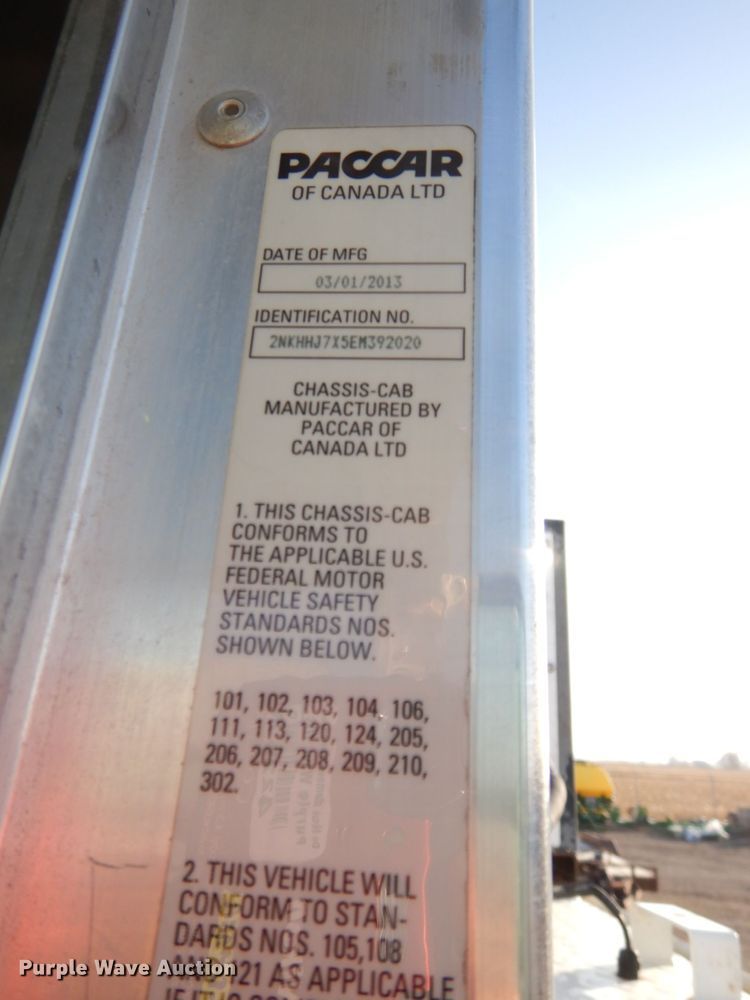 PACCAR
OF CANADA LTD
DATE OF MFG
03/01/2013
IDENTIFICATION NO.
2NKHHJ7X5EM392020
CHASSIS-CAB
MANUFACTURED BY
PACCAR OF
CANADA LTD
1. THIS CHASSIS-CAB
CONFORMS TO
THE APPLICABLE U.S.
FEDERAL MOTOR
VEHICLE SAFETY
STANDARDS NOS.
SHOWN BELOW.
101, 102, 103, 104, 106,
111, 113, 120, 124, 205,
206, 207, 208, 209, 210,
302.
2. THIS VEHICLE WILL
CONFORM TO STAN-
DARDS NOS. 105,108
121 AS APPLICABLE
Purple Wave Auction